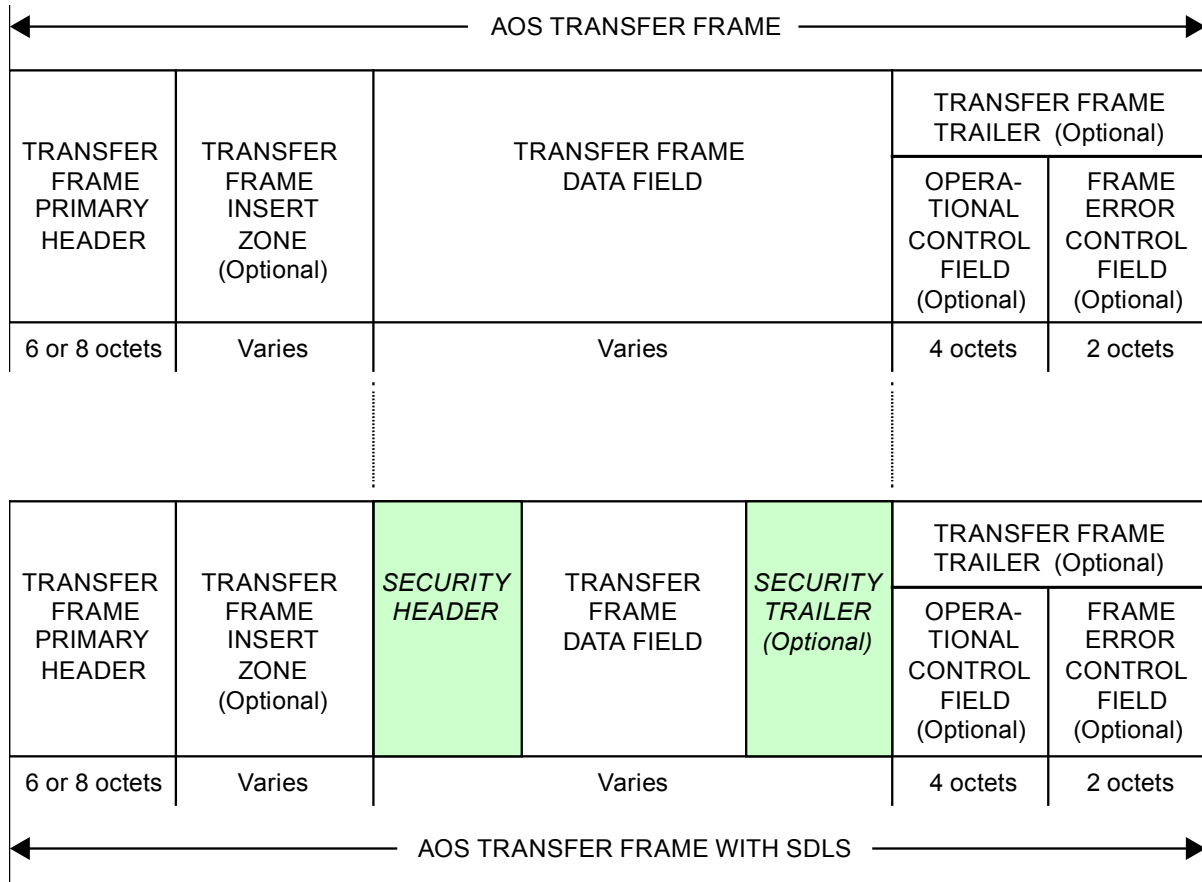 AOS TRANSFER FRAME
TRANSFER
FRAME
PRIMARY
HEADER
TRANSFER
FRAME
INSERT
ZONE
(Optional)
TRANSFER FRAME
DATA FIELD
TRANSFER FRAME
TRAILER (Optional)
OPERA-
TIONAL
CONTROL
FIELD
(Optional)
FRAME
ERROR
CONTROL
FIELD
(Optional)
6 or 8 octets
Varies
Varies
4 octets
2 octets
TRANSFER
FRAME
PRIMARY
HEADER
TRANSFER
FRAME
INSERT
ZONE
(Optional)
SECURITY
HEADER
TRANSFER
FRAME
DATA FIELD
SECURITY
TRAILER
(Optional)
TRANSFER FRAME
TRAILER (Optional)
OPERA-
TIONAL
CONTROL
FIELD
(Optional)
FRAME
ERROR
CONTROL
FIELD
(Optional)
6 or 8 octets
Varies
Varies
4 octets
2 octets
AOS TRANSFER FRAME WITH SDLS